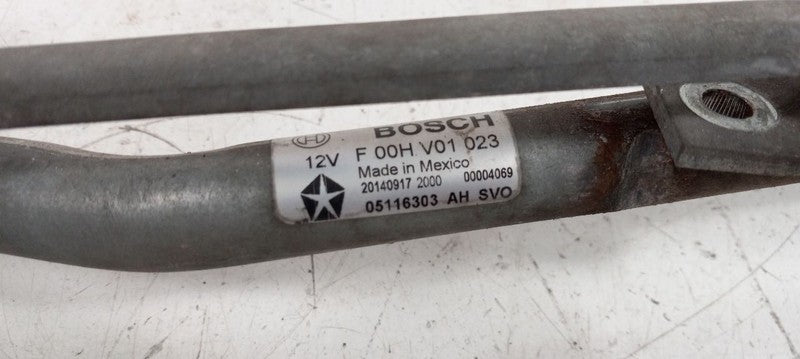 BOSCH
12V F 00H V01 023
Made in Mexico
20140917 2000 00004069
05116303 AH SVO